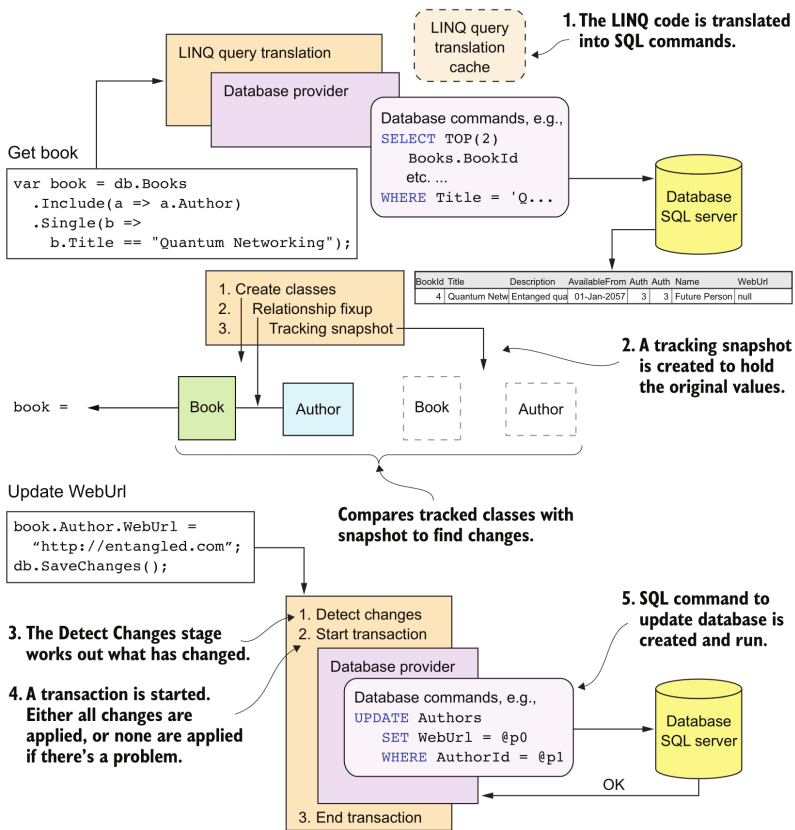 LINQ query
translation
cache
1. The LINQ code is translated
into SQL commands.
LINQ query translation
Database provider
Database commands, e.g.,
SELECT TOP(2)
Books.BookId
etc. ...
WHERE Title = 'Q...
Get book
var book = db.Books
.Include(a => a.Author)
.Single(b =>
b.Title == "Quantum Networking");
Database
SQL server
BookId Title Description AvailableFrom Auth Auth Name WebUrl
4 Quantum Netw Entanged qua 01-Jan-2057 3 3 Future Person null
1. Create classes
2. Relationship fixup
3. Tracking snapshot
2. A tracking snapshot
is created to hold
the original values.
book =
Book
Author
Book
Author
Compares tracked classes with
snapshot to find changes.
Update WebUrl
book.Author.WebUrl =
“http://entangled.com”;
db.SaveChanges();
3. The Detect Changes stage
works out what has changed.
4. A transaction is started.
Either all changes are
applied, or none are applied
if there's a problem.
1. Detect changes
2. Start transaction
Database provider
Database commands, e.g.,
UPDATE Authors
SET WebUrl = @p0
WHERE AuthorId = @p1
3. End transaction
5. SQL command to
update database is
created and run.
Database
SQL server
OK